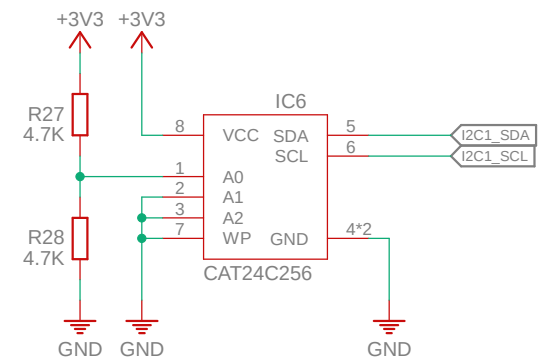 +3V3 +3V3
R27
4.7K
R28
4.7K
IC6
8 VCC SDA 5 I2C1_SDA
SCL 6 I2C1_SCL
1 A0
2 A1
3 A2
7 WP GND 4*2
CAT24C256
GND GND GND